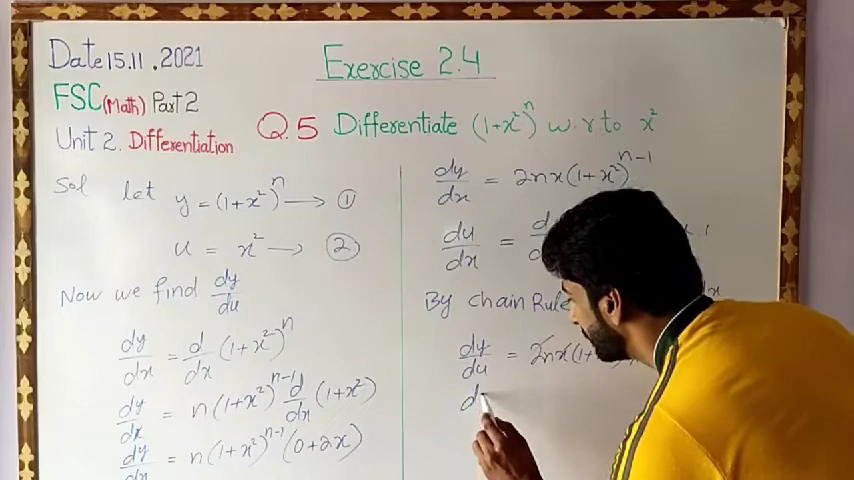 Date 15.11.2021
Exercise 2.4
FSC (Math) Part 2
Unit 2. Differentiation
Q.5 Differentiate (1+x²)ⁿ w.r to x²
Sol let y = (1+x²)ⁿ → ①
u = x² → ②
Now we find dy/du
dy/dx = d/dx (1+x²)ⁿ
dy/dx = n(1+x²)ⁿ⁻¹ d/dx (1+x²)
dy/dx = n(1+x²)ⁿ⁻¹ (0+2x)
dy/dx = 2nx(1+x²)ⁿ⁻¹
du/dx =
By chain Rule
dy/du = 2nx(1+
d